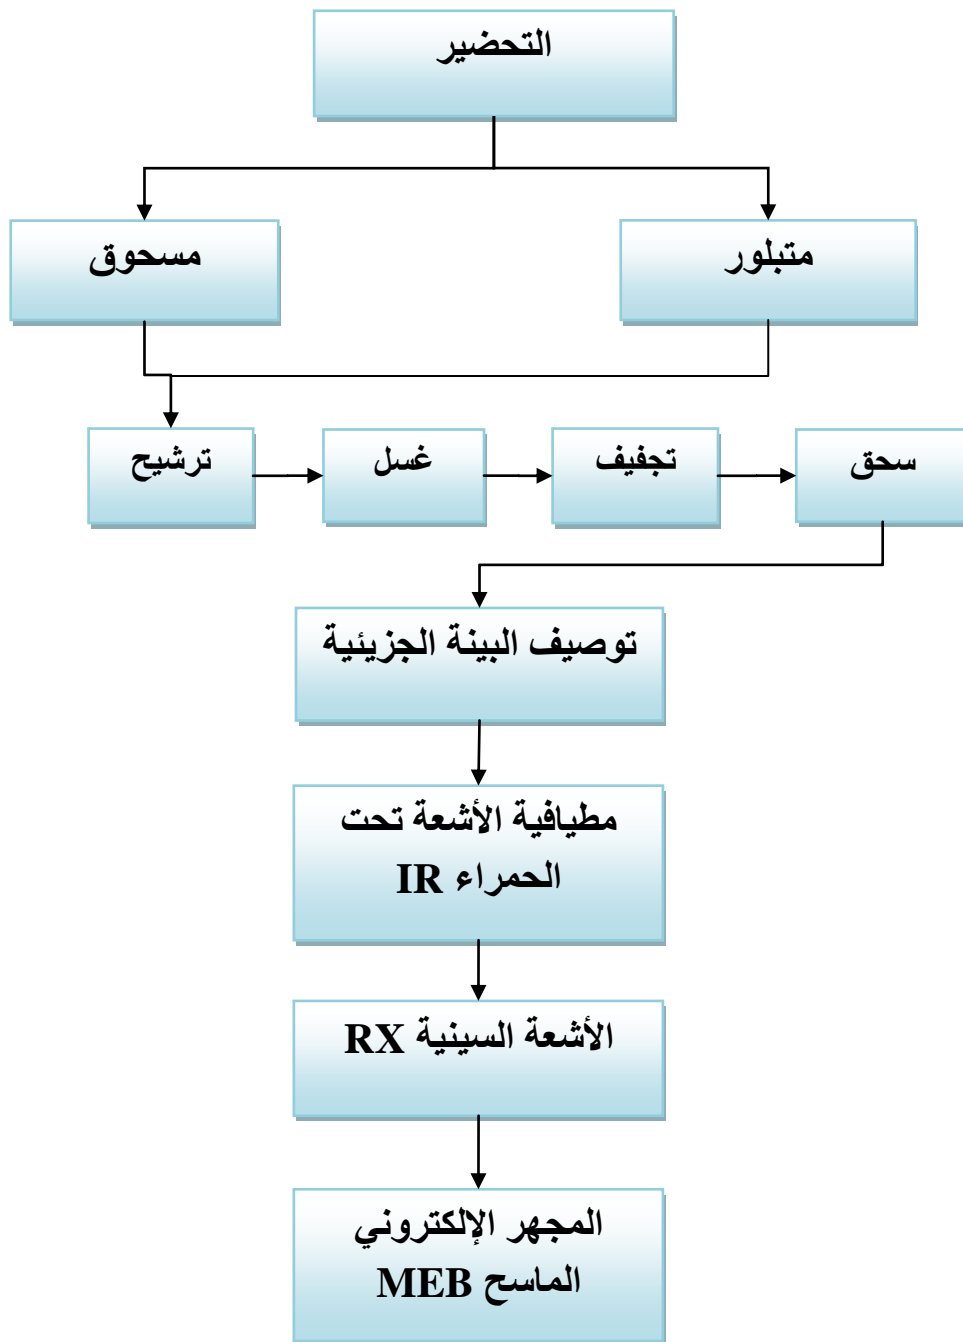 التحضير
متبلور
مسحوق
ترشيح
غسل
تجفيف
سحق
توصيف البينة الجزيئية
مطيافية الأشعة تحت
الحمراء IR
الأشعة السينية RX
المجهر الإلكتروني
الماسح MEB